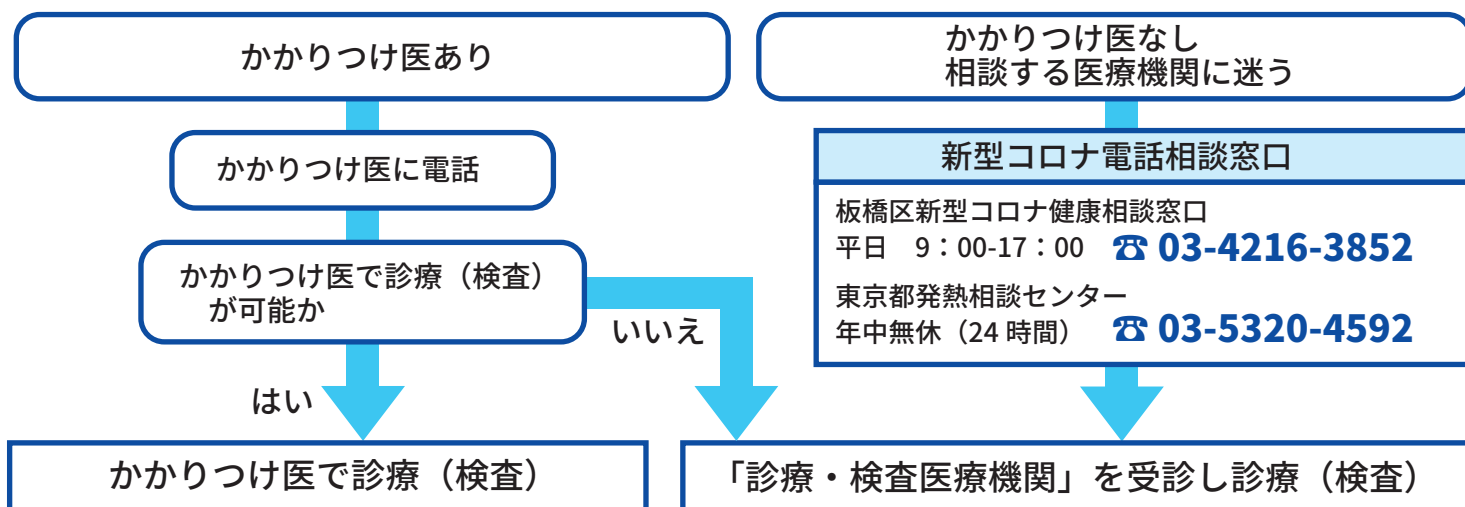 かかりつけ医あり
かかりつけ医に電話
かかりつけ医で診療（検査）
が可能か
いいえ
はい
かかりつけ医で診療（検査）
かかりつけ医なし
相談する医療機関に迷う
新型コロナ電話相談窓口
板橋区新型コロナ健康相談窓口
平日　9：00-17：00　☎ 03-4216-3852
東京都発熱相談センター
年中無休（24 時間）　☎ 03-5320-4592
「診療・検査医療機関」を受診し診療（検査）